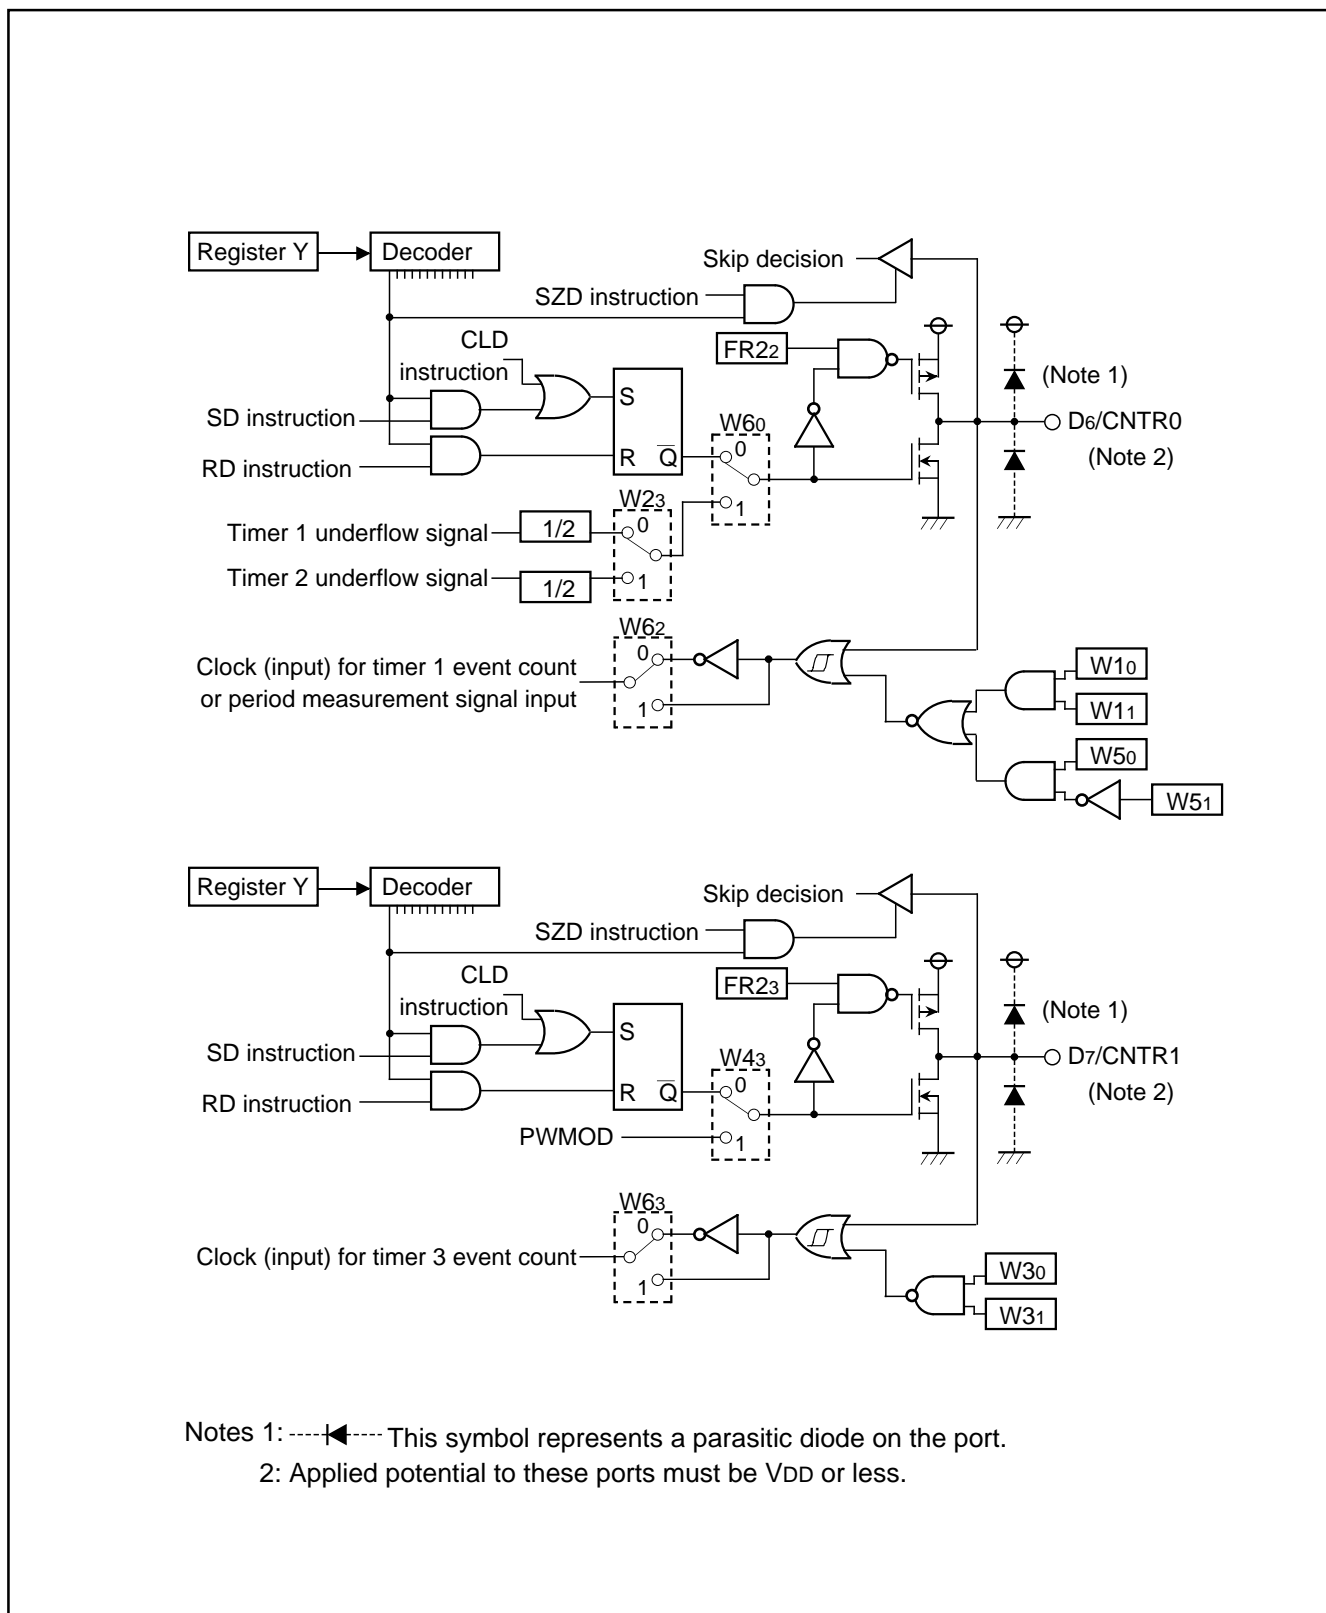 Register Y
Decoder
Skip decision
SZD instruction
CLD
instruction
FR22
S
(Note 1)
SD instruction
W60
D6/CNTR0
0
R
Q
(Note 2)
RD instruction
1
W23
0
Timer 1 underflow signal
1/2
Timer 2 underflow signal
1/2
1
W62
0
Clock (input) for timer 1 event count
or period measurement signal input
1
W10
W11
W50
W51
Register Y
Decoder
Skip decision
SZD instruction
CLD
instruction
FR23
S
(Note 1)
SD instruction
W43
D7/CNTR1
0
R
Q
(Note 2)
RD instruction
PWMOD
1
W63
0
Clock (input) for timer 3 event count
1
W30
W31
Notes 1: This symbol represents a parasitic diode on the port.
2: Applied potential to these ports must be VDD or less.